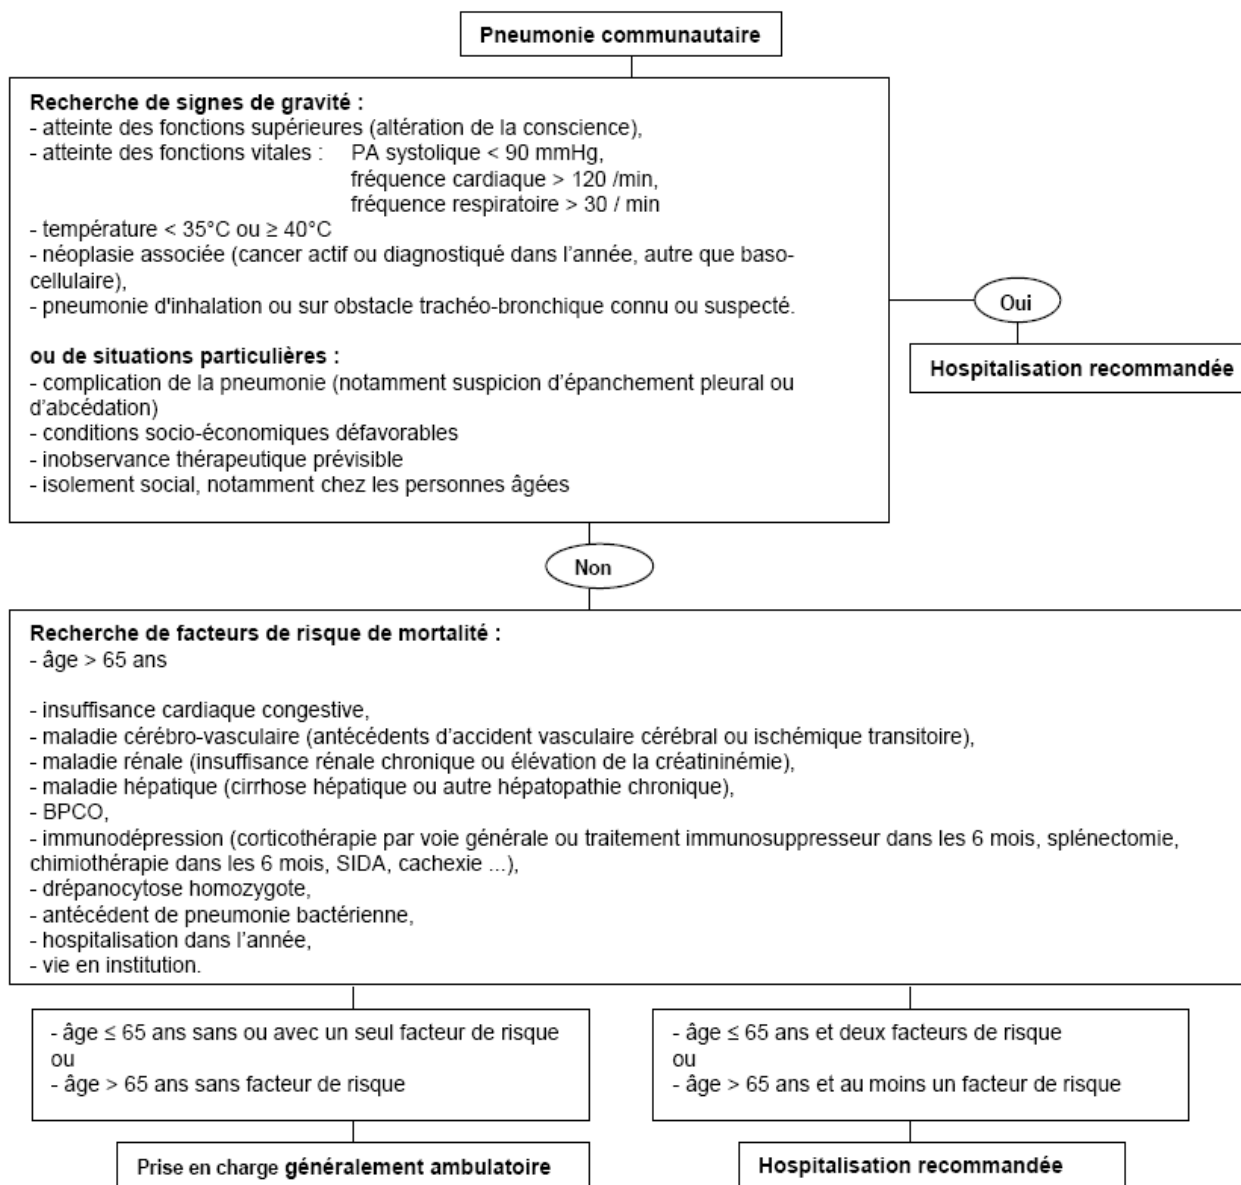 Pneumonie communautaire
Recherche de signes de gravité :
- atteinte des fonctions supérieures (altération de la conscience),
- atteinte des fonctions vitales : PA systolique < 90 mmHg,
fréquence cardiaque > 120 /min,
fréquence respiratoire > 30 / min
- température < 35°C ou ≥ 40°C
- néoplasie associée (cancer actif ou diagnostiqué dans l'année, autre que baso-
cellulaire),
- pneumonie d'inhalation ou sur obstacle trachéo-bronchique connu ou suspecté.
ou de situations particulières :
- complication de la pneumonie (notamment suspicion d'épanchement pleural ou
d'abcédation)
- conditions socio-économiques défavorables
- inobservance thérapeutique prévisible
- isolement social, notamment chez les personnes âgées
Oui
Hospitalisation recommandée
Non
Recherche de facteurs de risque de mortalité :
- âge > 65 ans
- insuffisance cardiaque congestive,
- maladie cérébro-vasculaire (antécédents d'accident vasculaire cérébral ou ischémique transitoire),
- maladie rénale (insuffisance rénale chronique ou élévation de la créatininémie),
- maladie hépatique (cirrhose hépatique ou autre hépatopathie chronique),
- BPCO,
- immunodépression (corticothérapie par voie générale ou traitement immunosuppresseur dans les 6 mois, splénectomie,
chimiothérapie dans les 6 mois, SIDA, cachexie ...),
- drépanocytose homozygote,
- antécédent de pneumonie bactérienne,
- hospitalisation dans l'année,
- vie en institution.
- âge ≤ 65 ans sans ou avec un seul facteur de risque
ou
- âge > 65 ans sans facteur de risque
- âge ≤ 65 ans et deux facteurs de risque
ou
- âge > 65 ans et au moins un facteur de risque
Prise en charge généralement ambulatoire
Hospitalisation recommandée